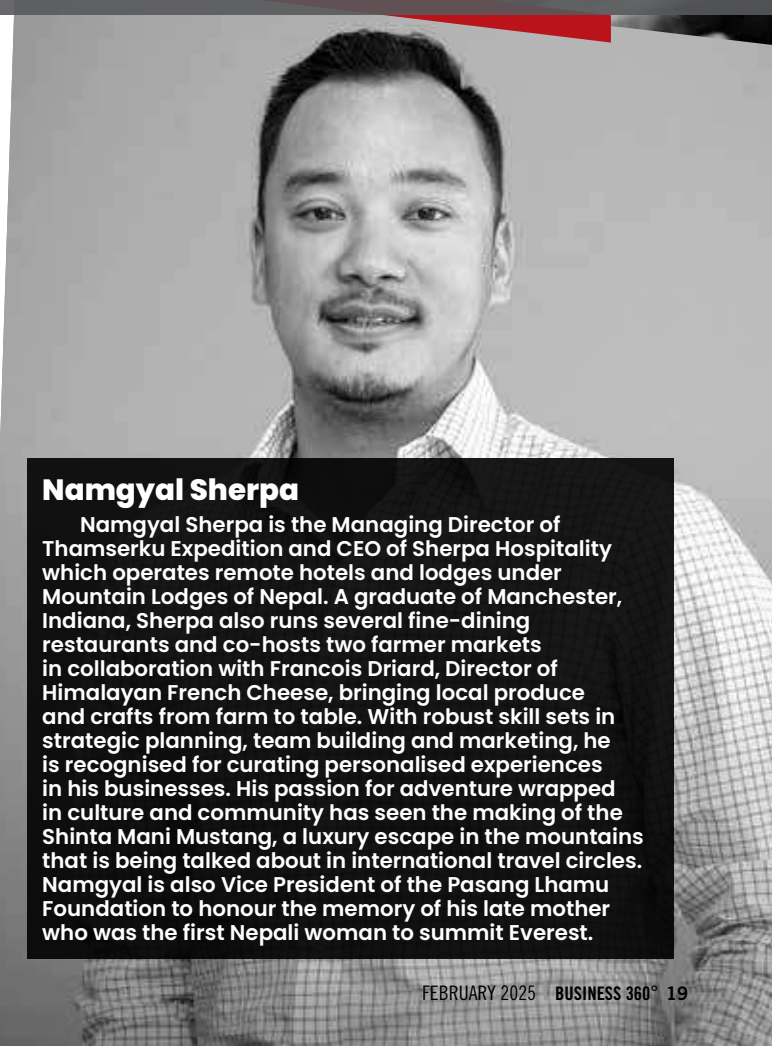 Namgyal Sherpa
Namgyal Sherpa is the Managing Director of
Thamserku Expedition and CEO of Sherpa Hospitality
which operates remote hotels and lodges under
Mountain Lodges of Nepal. A graduate of Manchester,
Indiana, Sherpa also runs several fine-dining
restaurants and co-hosts two farmer markets
in collaboration with Francois Driard, Director of
Himalayan French Cheese, bringing local produce
and crafts from farm to table. With robust skill sets in
strategic planning, team building and marketing, he
is recognised for curating personalised experiences
in his businesses. His passion for adventure wrapped
in culture and community has seen the making of the
Shinta Mani Mustang, a luxury escape in the mountains
that is being talked about in international travel circles.
Namgyal is also Vice President of the Pasang Lhamu
Foundation to honour the memory of his late mother
who was the first Nepali woman to summit Everest.
FEBRUARY 2025 BUSINESS 360° 19